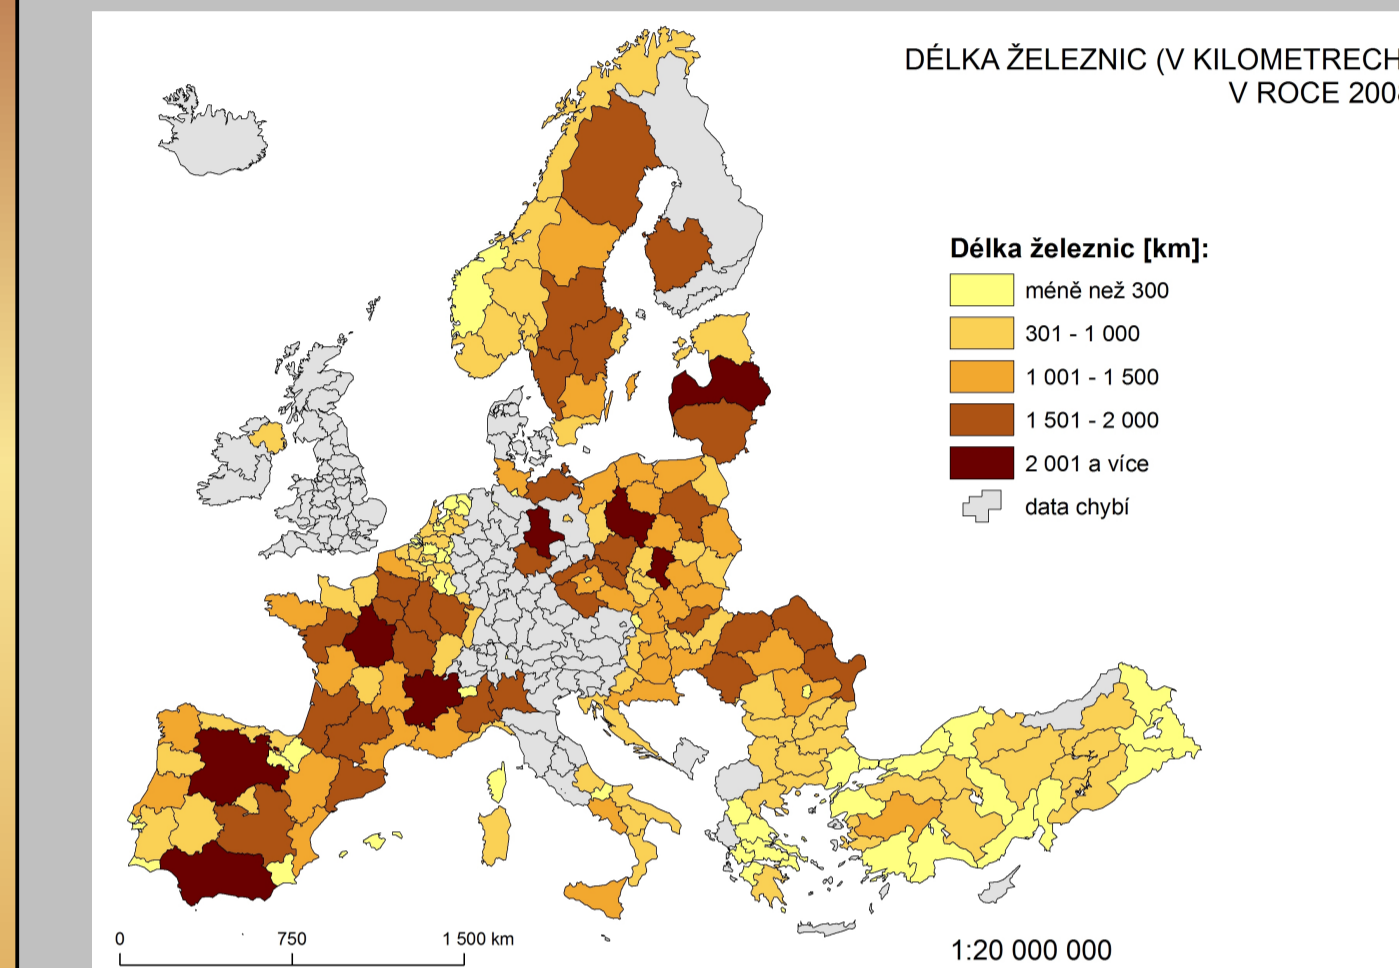 DÉLKA ŽELEZNIC (V KILOMETRECH
V ROCE
Délka železnic [km]:
méně než 300
301 - 1 000
1 001 - 1 500
1 501 - 2 000
2 001 a více
data chybí
0 750 1 500 km
1:20 000 000